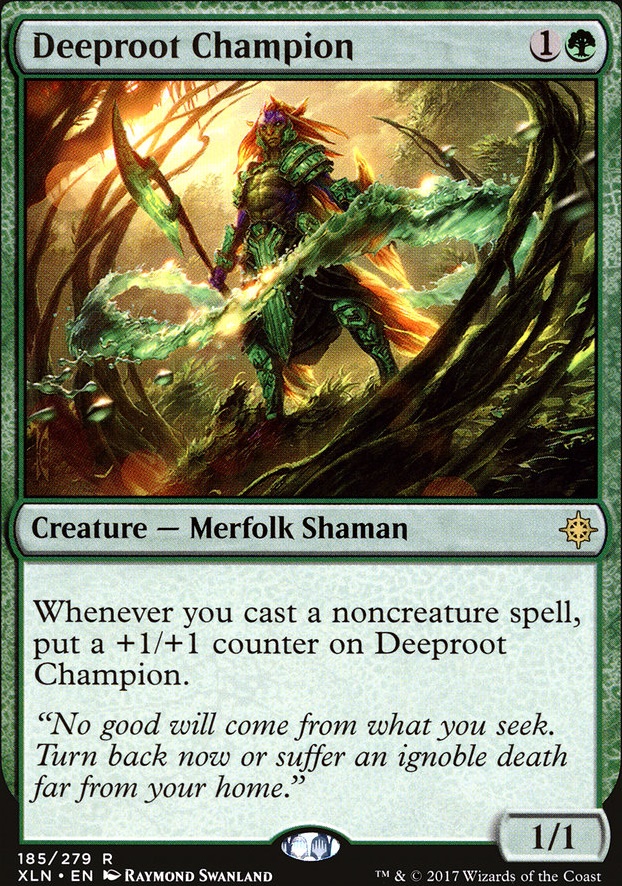 Deeproot Champion 1
Creature — Merfolk Shaman
Whenever you cast a noncreature spell,
put a +1/+1 counter on Deeproot
Champion.
“No good will come from what you seek.
Turn back now or suffer an ignoble death
far from your home.”
1/1
185/279 R
XLN • EN RAYMOND SWANLAND
™ & © 2017 Wizards of the Coast